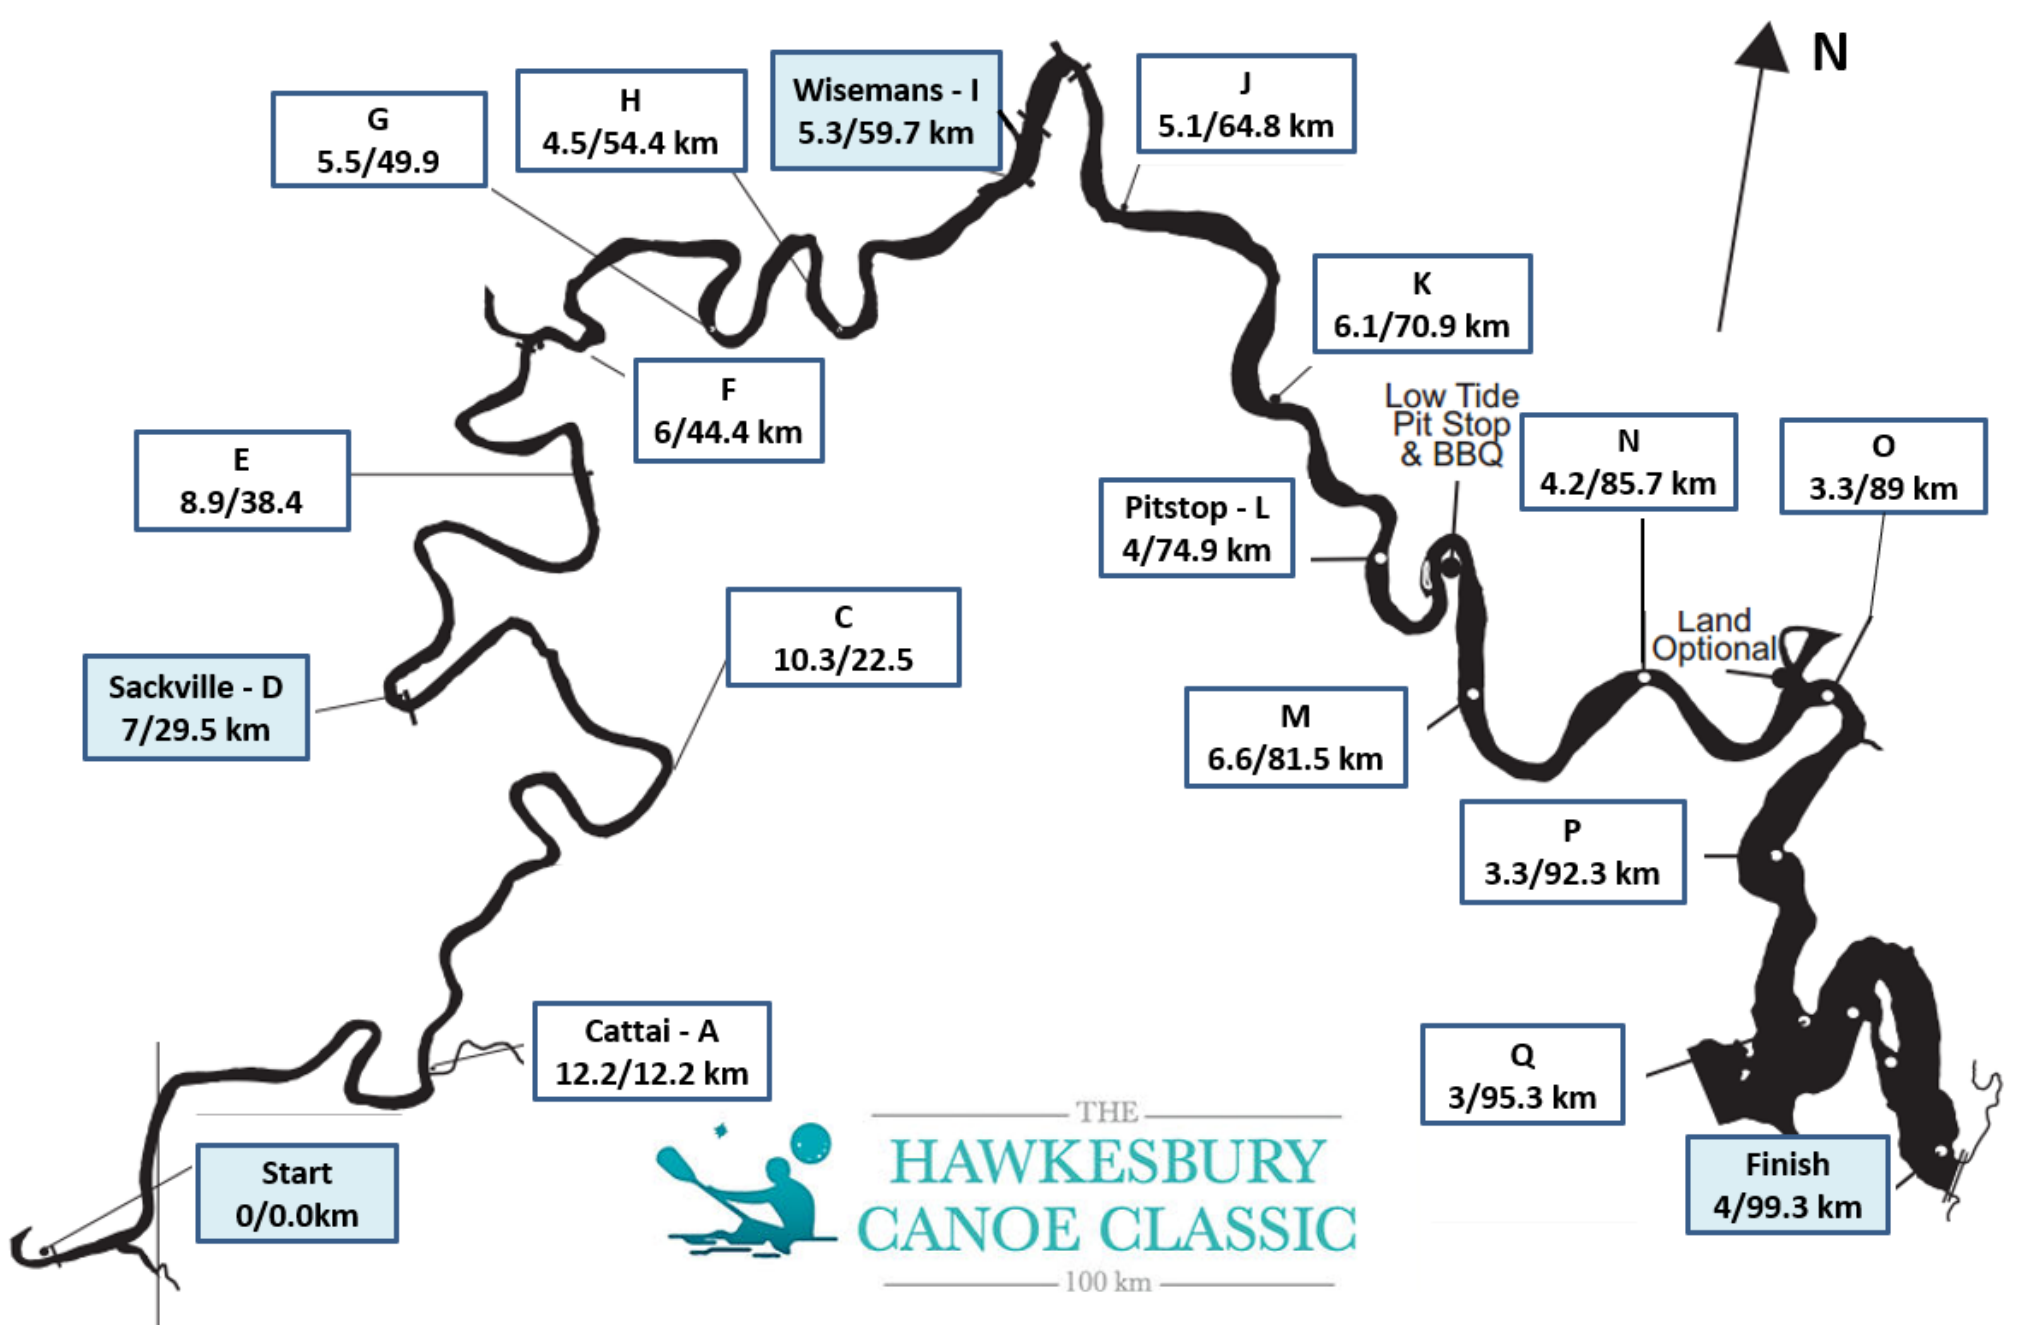 N
Wisemans - I
5.3/59.7 km
J
5.1/64.8 km
H
4.5/54.4 km
G
5.5/49.9
K
6.1/70.9 km
F
6/44.4 km
Low Tide
Pit Stop
& BBQ
N
4.2/85.7 km
O
3.3/89 km
E
8.9/38.4
Pitstop - L
4/74.9 km
C
10.3/22.5
Land
Optional
Sackville - D
7/29.5 km
M
6.6/81.5 km
P
3.3/92.3 km
Cattai - A
12.2/12.2 km
Q
3/95.3 km
Start
0/0.0km
Finish
4/99.3 km
THE
HAWKESBURY
CANOE CLASSIC
100 km